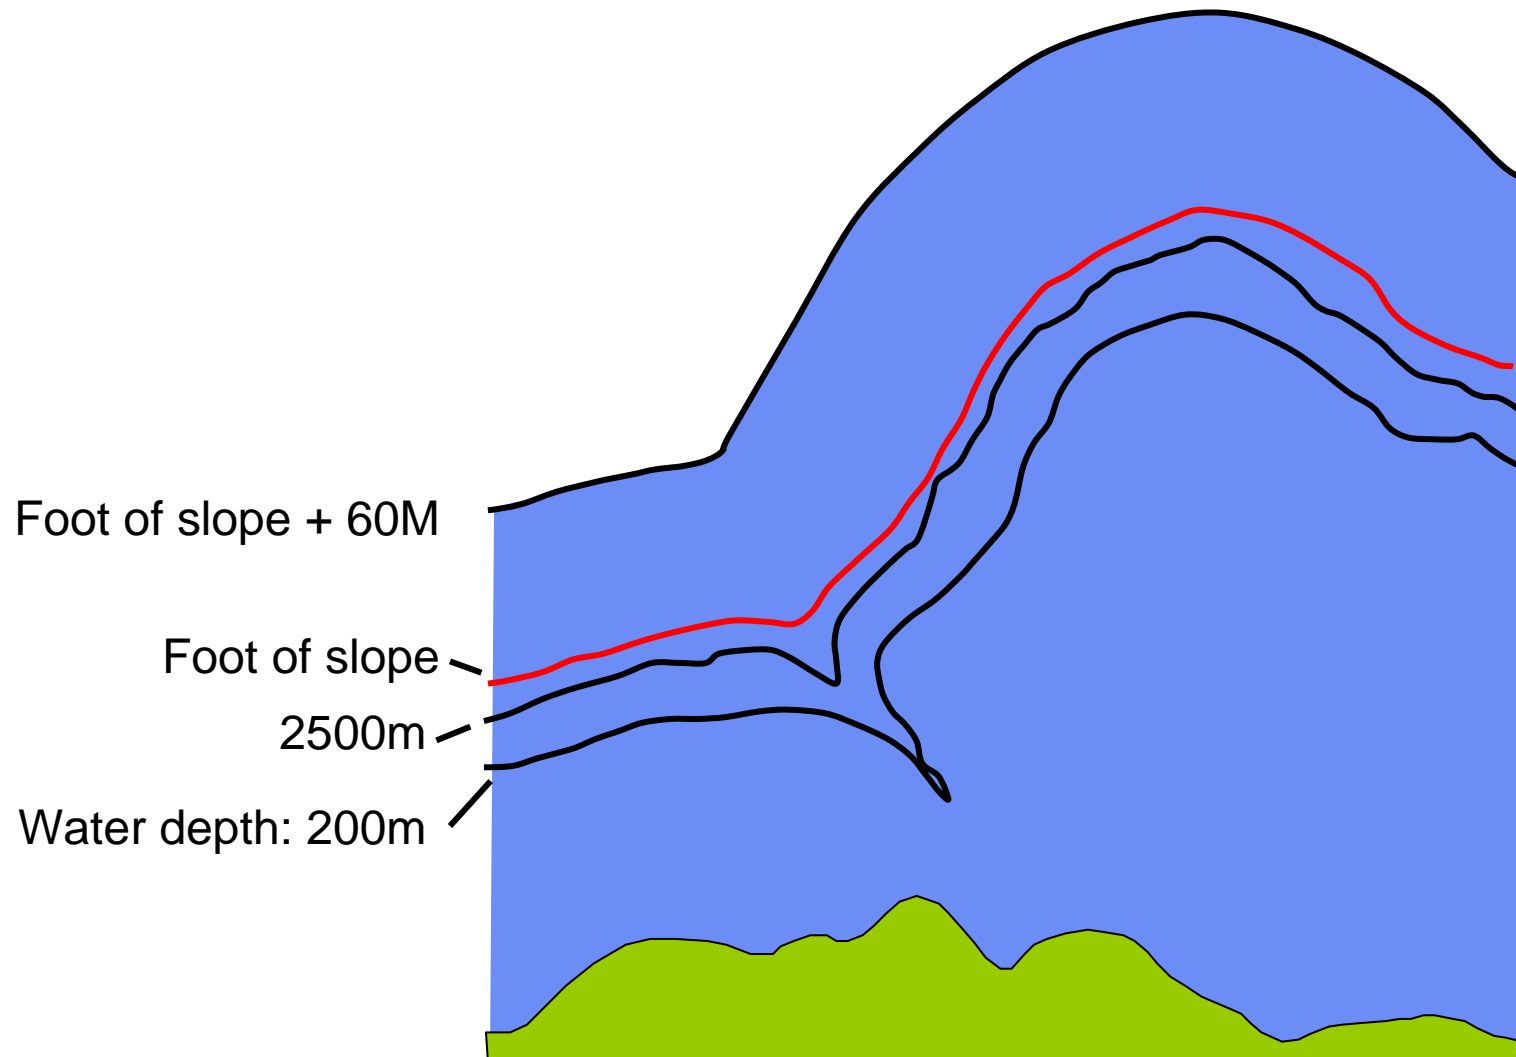 Foot of slope + 60M
Foot of slope
2500m
Water depth: 200m